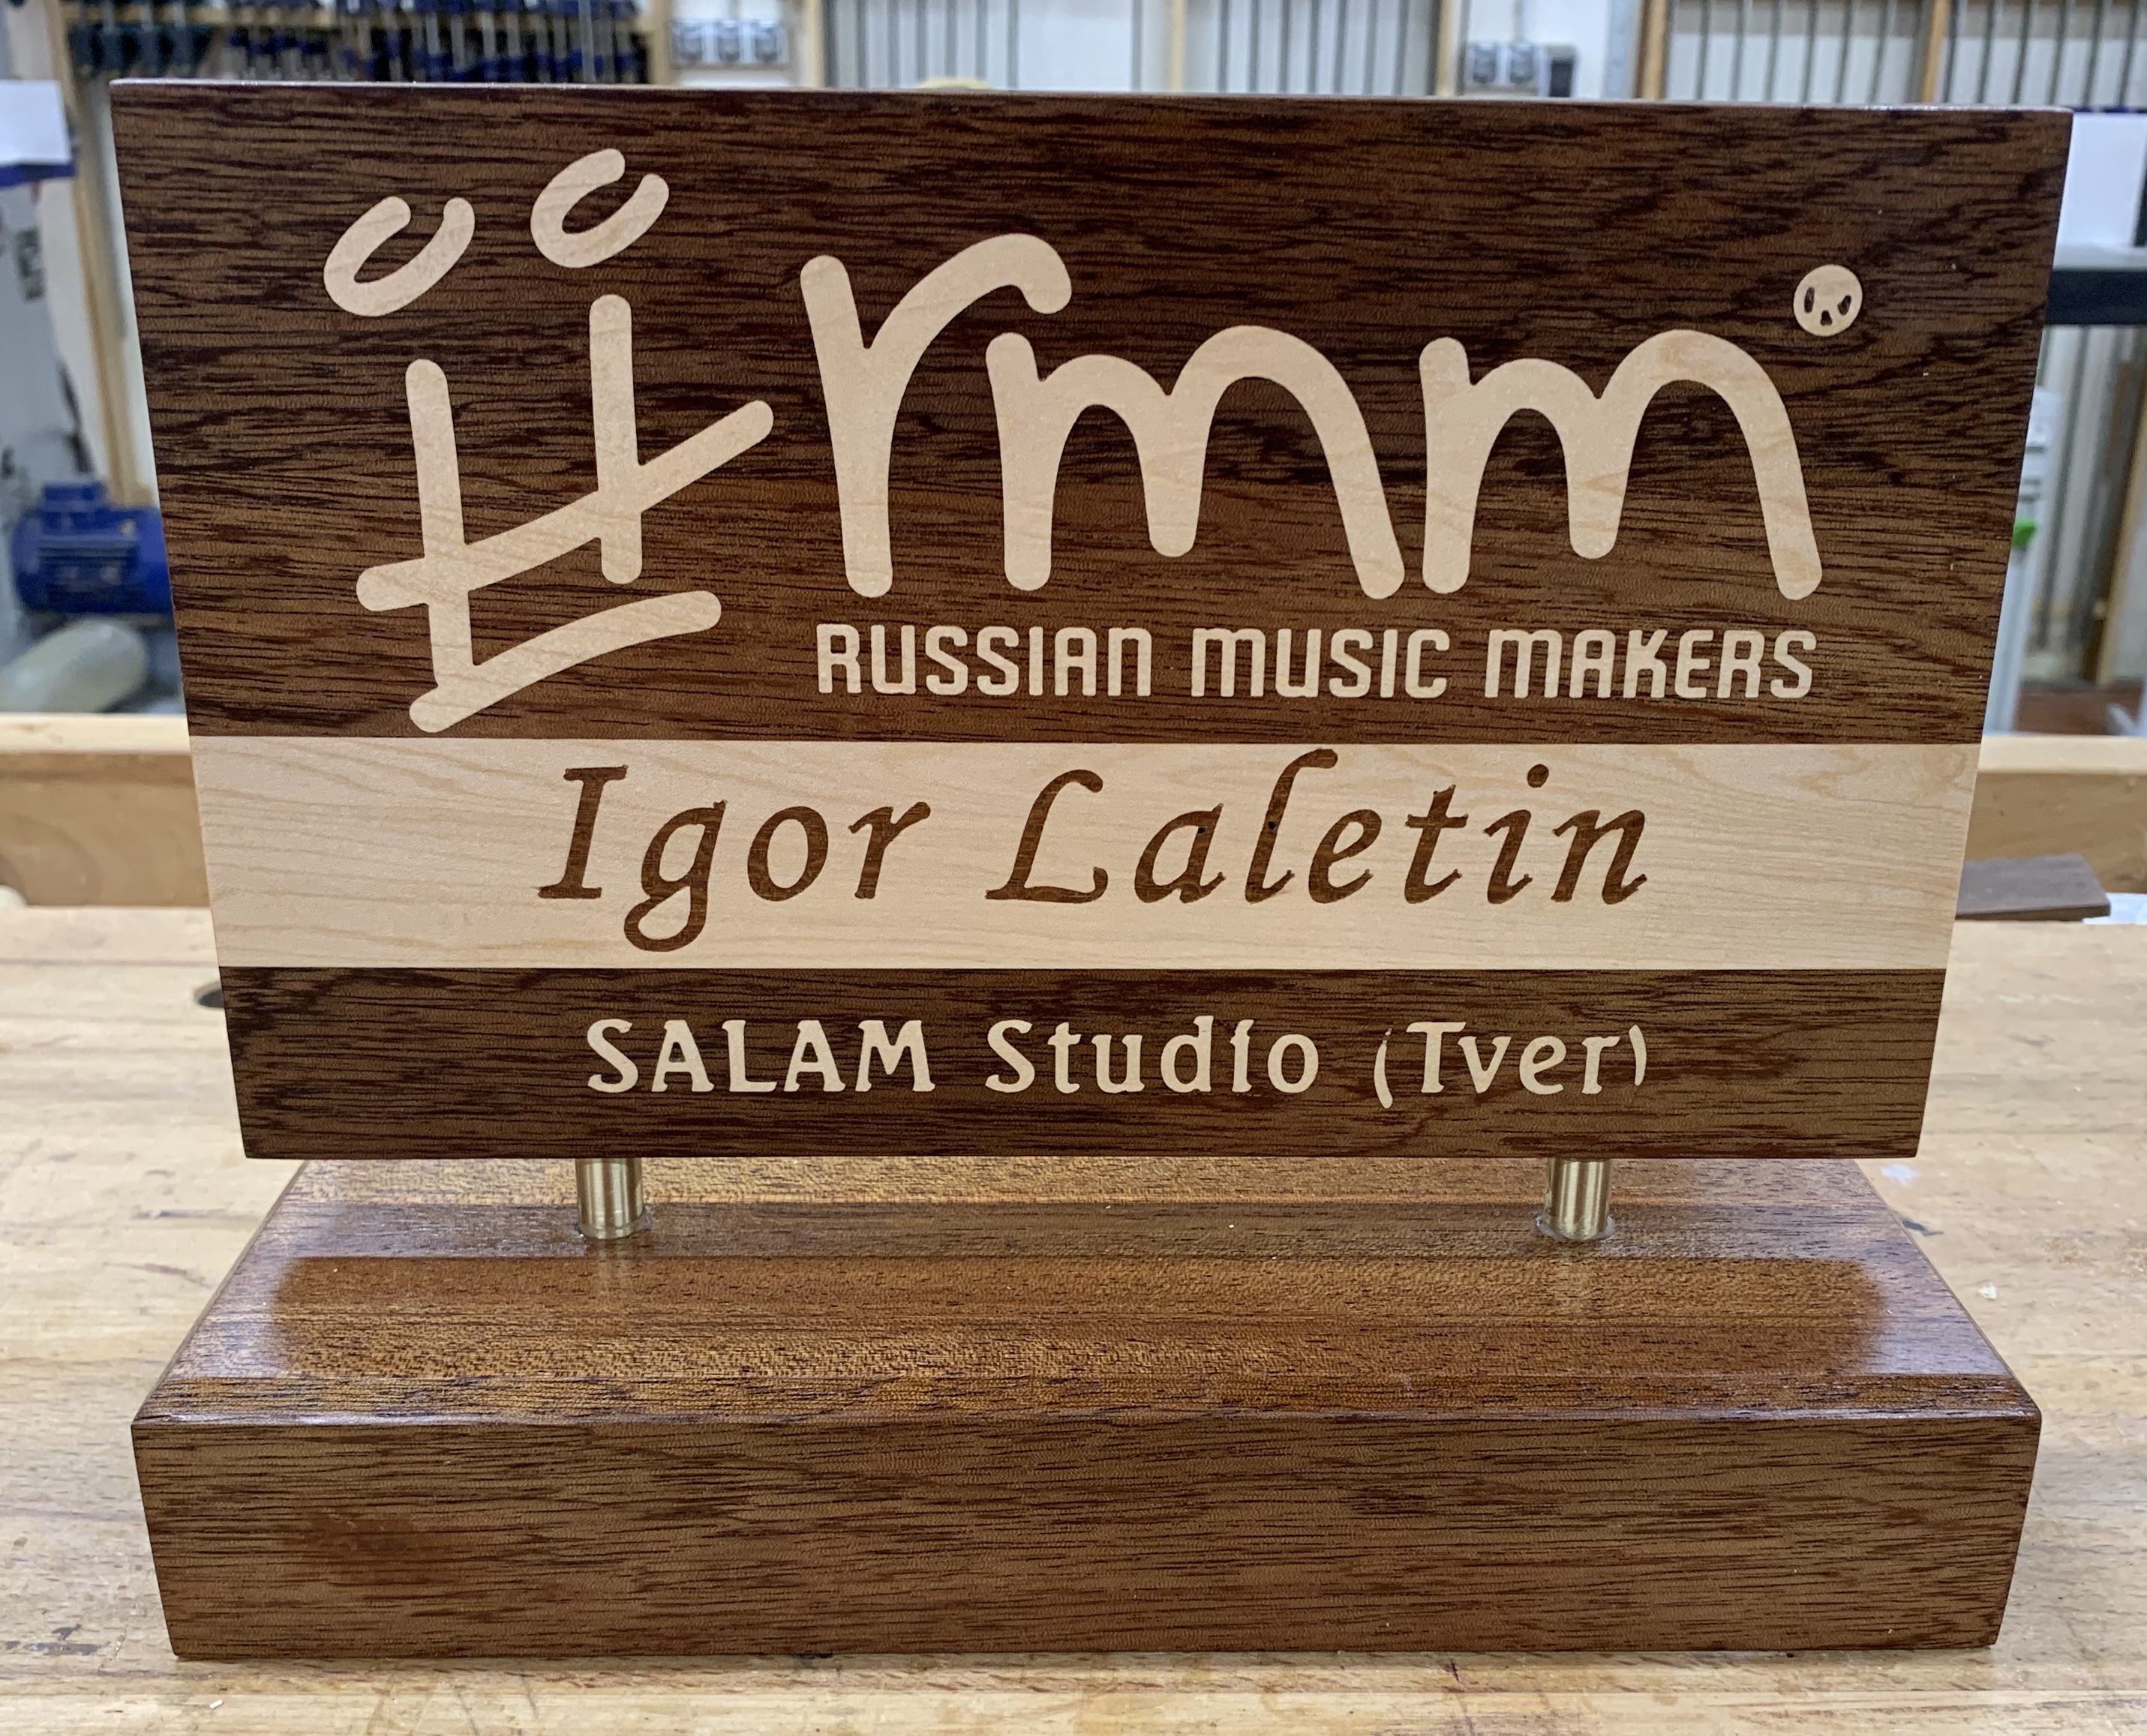 rmm
RUSSIAN MUSIC MAKERS
Igor Laletin
SALAM Studio (Tver)